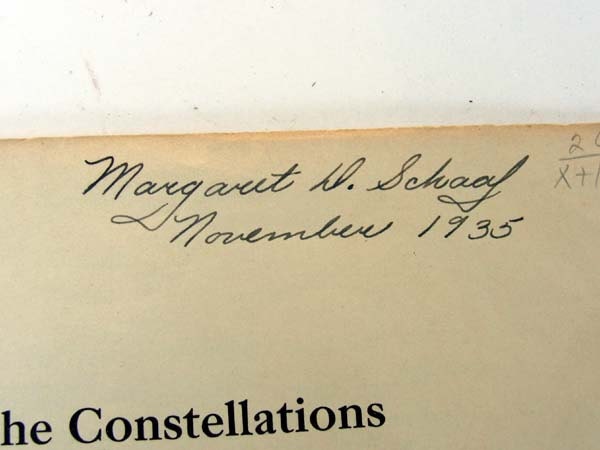 Margaret D. Schaaf
November 1935
he Constellations